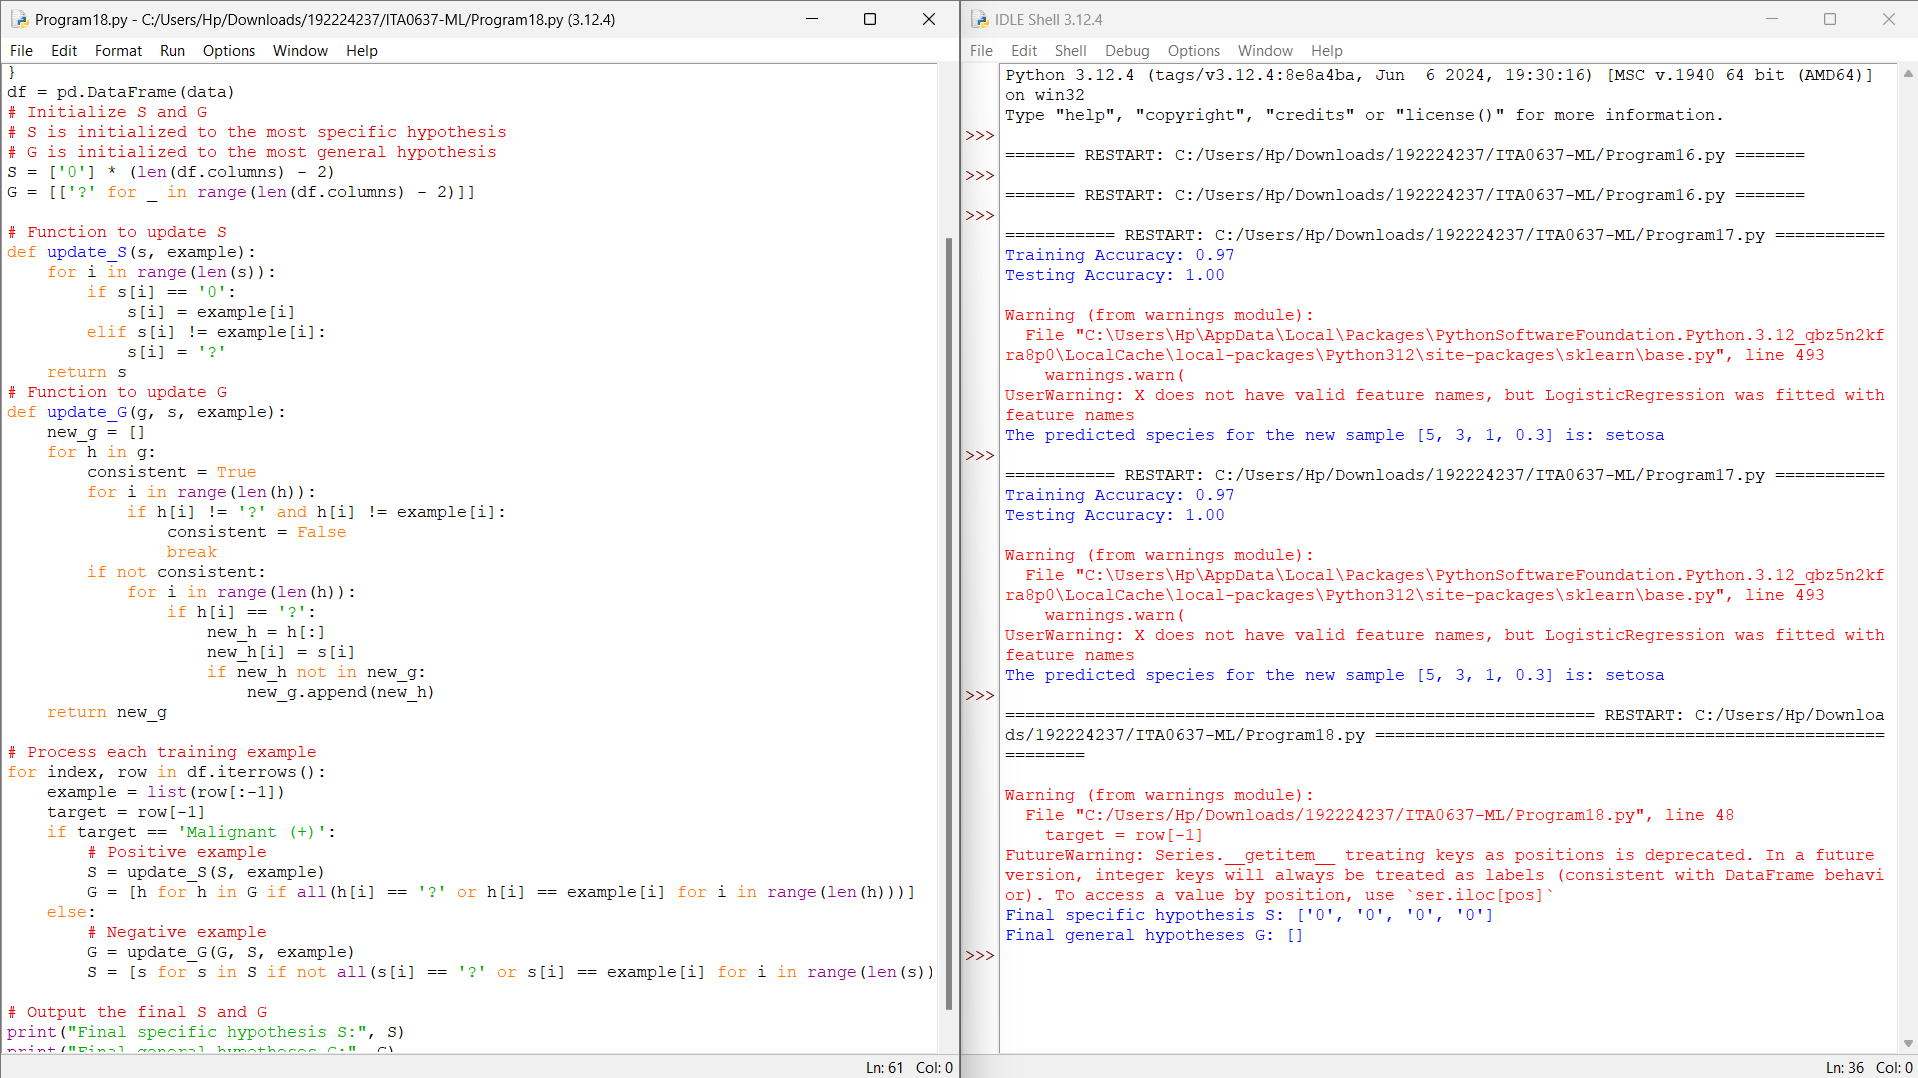 Program18.py - C:/Users/Hp/Downloads/192224237/ITA0637-ML/Program18.py (3.12.4)
File Edit Format Run Options Window Help
}
df = pd.DataFrame(data)
# Initialize S and G
# S is initialized to the most specific hypothesis
# G is initialized to the most general hypothesis
S = ['0'] * (len(df.columns) - 2)
G = [['?' for _ in range(len(df.columns) - 2)]]
# Function to update S
def update_S(s, example):
    for i in range(len(s)):
        if s[i] == '0':
            s[i] = example[i]
        elif s[i] != example[i]:
            s[i] = '?'
    return s
# Function to update G
def update_G(g, s, example):
    new_g = []
    for h in g:
        consistent = True
        for i in range(len(h)):
            if h[i] != '?' and h[i] != example[i]:
                consistent = False
                break
        if not consistent:
            for i in range(len(h)):
                if h[i] == '?':
                    new_h = h[:]
                    new_h[i] = s[i]
                    if new_h not in new_g:
                        new_g.append(new_h)
    return new_g
# Process each training example
for index, row in df.iterrows():
    example = list(row[:-1])
    target = row[-1]
    if target == 'Malignant (+)':
        # Positive example
        S = update_S(S, example)
        G = [h for h in G if all(h[i] == '?' or h[i] == example[i] for i in range(len(h)))]
    else:
        # Negative example
        G = update_G(G, S, example)
        S = [s for s in S if not all(s[i] == '?' or s[i] == example[i] for i in range(len(s))
# Output the final S and G
print("Final specific hypothesis S:", S)
print("Final general hypotheses G:", G)
Ln: 61 Col: 0
IDLE Shell 3.12.4
File Edit Shell Debug Options Window Help
Python 3.12.4 (tags/v3.12.4:8e8a4ba, Jun  6 2024, 19:30:16) [MSC v.1940 64 bit (AMD64)]
on win32
Type "help", "copyright", "credits" or "license()" for more information.
>>>
======= RESTART: C:/Users/Hp/Downloads/192224237/ITA0637-ML/Program16.py =======
>>>
======= RESTART: C:/Users/Hp/Downloads/192224237/ITA0637-ML/Program16.py =======
>>>
=========== RESTART: C:/Users/Hp/Downloads/192224237/ITA0637-ML/Program17.py ===========
Training Accuracy: 0.97
Testing Accuracy: 1.00
Warning (from warnings module):
  File "C:\Users\Hp\AppData\Local\Packages\PythonSoftwareFoundation.Python.3.12_qbz5n2kf
ra8p0\LocalCache\local-packages\Python312\site-packages\sklearn\base.py", line 493
    warnings.warn(
UserWarning: X does not have valid feature names, but LogisticRegression was fitted with
feature names
The predicted species for the new sample [5, 3, 1, 0.3] is: setosa
>>>
=========== RESTART: C:/Users/Hp/Downloads/192224237/ITA0637-ML/Program17.py ===========
Training Accuracy: 0.97
Testing Accuracy: 1.00
Warning (from warnings module):
  File "C:\Users\Hp\AppData\Local\Packages\PythonSoftwareFoundation.Python.3.12_qbz5n2kf
ra8p0\LocalCache\local-packages\Python312\site-packages\sklearn\base.py", line 493
    warnings.warn(
UserWarning: X does not have valid feature names, but LogisticRegression was fitted with
feature names
The predicted species for the new sample [5, 3, 1, 0.3] is: setosa
>>>
=========================================================== RESTART: C:/Users/Hp/Downloa
ds/192224237/ITA0637-ML/Program18.py ===================================================
========
Warning (from warnings module):
  File "C:/Users/Hp/Downloads/192224237/ITA0637-ML/Program18.py", line 48
    target = row[-1]
FutureWarning: Series.__getitem__ treating keys as positions is deprecated. In a future
version, integer keys will always be treated as labels (consistent with DataFrame behavi
or). To access a value by position, use `ser.iloc[pos]`
Final specific hypothesis S: ['0', '0', '0', '0']
Final general hypotheses G: []
>>>
Ln: 36 Col: 0